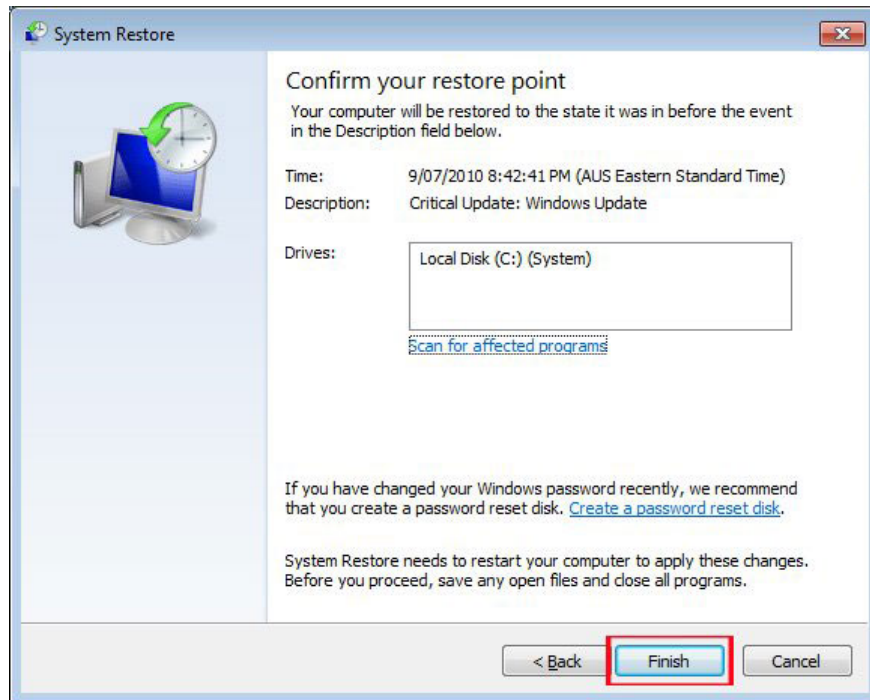 System Restore
Confirm your restore point
Your computer will be restored to the state it was in before the event
in the Description field below.
Time: 9/07/2010 8:42:41 PM (AUS Eastern Standard Time)
Description: Critical Update: Windows Update
Drives: Local Disk (C:) (System)
Scan for affected programs
If you have changed your Windows password recently, we recommend
that you create a password reset disk. Create a password reset disk.
System Restore needs to restart your computer to apply these changes.
Before you proceed, save any open files and close all programs.
< Back Finish Cancel